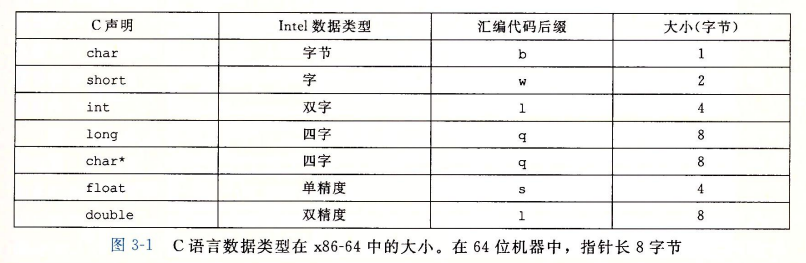 C声明 Intel 数据类型 汇编代码后缀 大小(字节)
char 字节 b 1
short 字 w 2
int 双字 l 4
long 四字 q 8
char* 四字 q 8
float 单精度 s 4
double 双精度 l 8
图 3-1 C 语言数据类型在 x86-64 中的大小。在 64 位机器中，指针长 8 字节